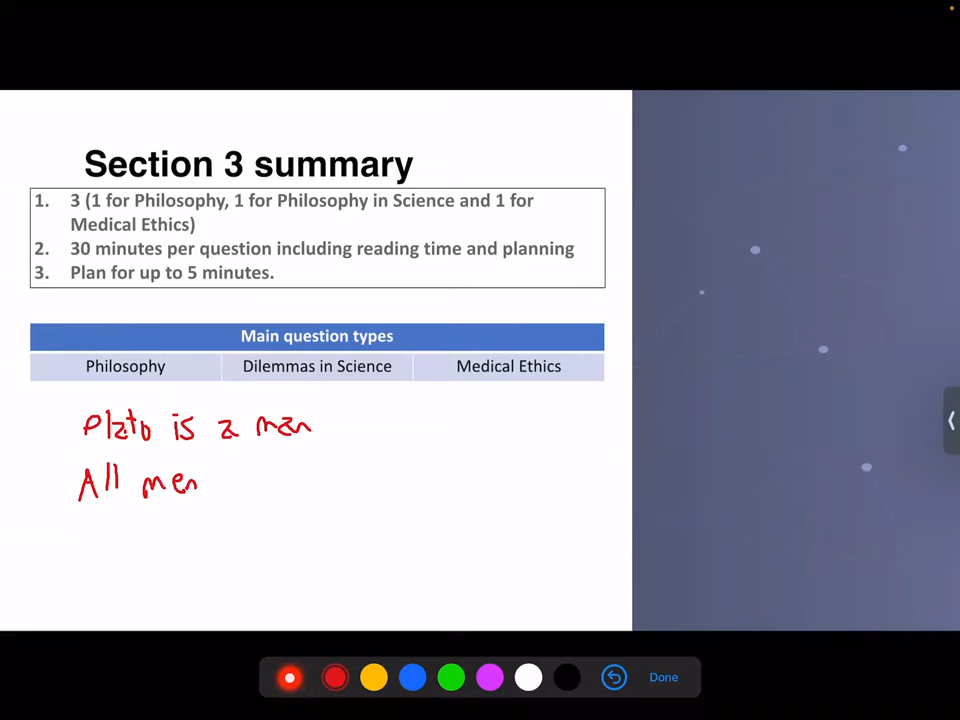 Section 3 summary
1. 3 (1 for Philosophy, 1 for Philosophy in Science and 1 for
Medical Ethics)
2. 30 minutes per question including reading time and planning
3. Plan for up to 5 minutes.
Main question types
Philosophy Dilemmas in Science Medical Ethics
Plato is a man
All men
Done